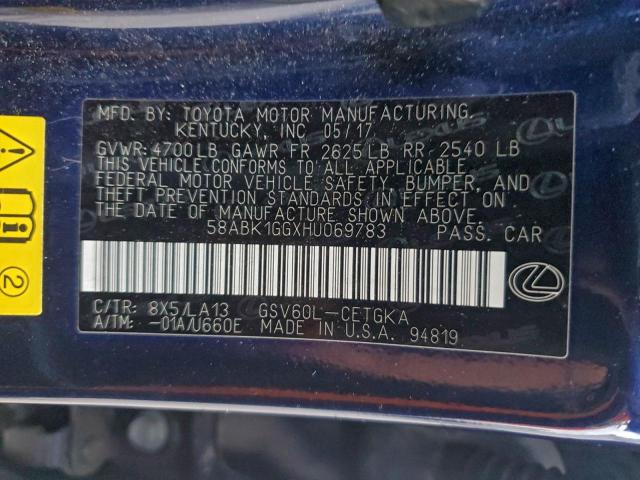 MFD. BY: TOYOTA MOTOR MANUFACTURING,
KENTUCKY, INC 05/17
GVWR: 4700LB GAWR FR 2625LB RR 2540 LB
THIS VEHICLE CONFORMS TO ALL APPLICABLE
FEDERAL MOTOR VEHICLE SAFETY, BUMPER, AND
THEFT PREVENTION STANDARDS IN EFFECT ON
THE DATE OF MANUFACTURE SHOWN ABOVE.
58ABK1GGXHU069783 PASS. CAR
C/TR: 8X5/LA13 GSV60L-CETGKA
A/TM: -01A/U660E MADE IN U.S.A. 94819
2